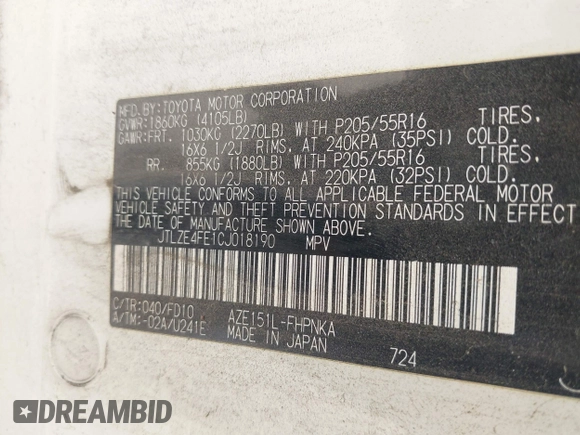 MFD.BY:TOYOTA MOTOR CORPORATION
GVWR:1860KG (4105LB)
GAWR:FRT. 1030KG (2270LB) WITH P205/55R16 TIRES,
16X6 1/2J RIMS, AT 240KPA (35PSI) COLD.
RR. 855KG (1880LB) WITH P205/55R16 TIRES,
16X6 1/2J RIMS, AT 220KPA (32PSI) COLD.
THIS VEHICLE CONFORMS TO ALL APPLICABLE FEDERAL MOTOR
VEHICLE SAFETY AND THEFT PREVENTION STANDARDS IN EFFECT
THE DATE OF MANUFACTURE SHOWN ABOVE.
JTLZE4FE1CJ018190 MPV
C/TR:040/FD10 AZE151L-FHPNKA
A/TM:-02A/U241E MADE IN JAPAN 724
DREAMBID